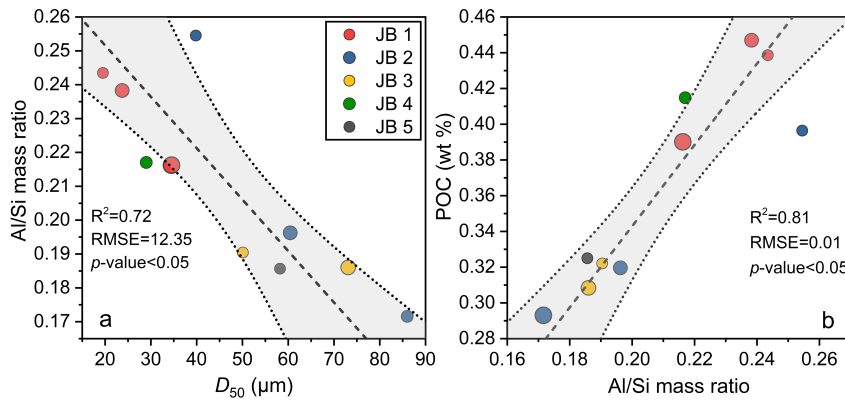 0.26
0.25
0.24
0.23
0.22
0.21
0.20
0.19
0.18
0.17
Al/Si mass ratio
JB 1
JB 2
JB 3
JB 4
JB 5
R²=0.72
RMSE=12.35
p-value<0.05
a
20 30 40 50 60 70 80 90
D₅₀ (µm)
0.46
0.44
0.42
0.40
0.38
0.36
0.34
0.32
0.30
0.28
POC (wt %)
R²=0.81
RMSE=0.01
p-value<0.05
b
0.16 0.18 0.20 0.22 0.24 0.26
Al/Si mass ratio